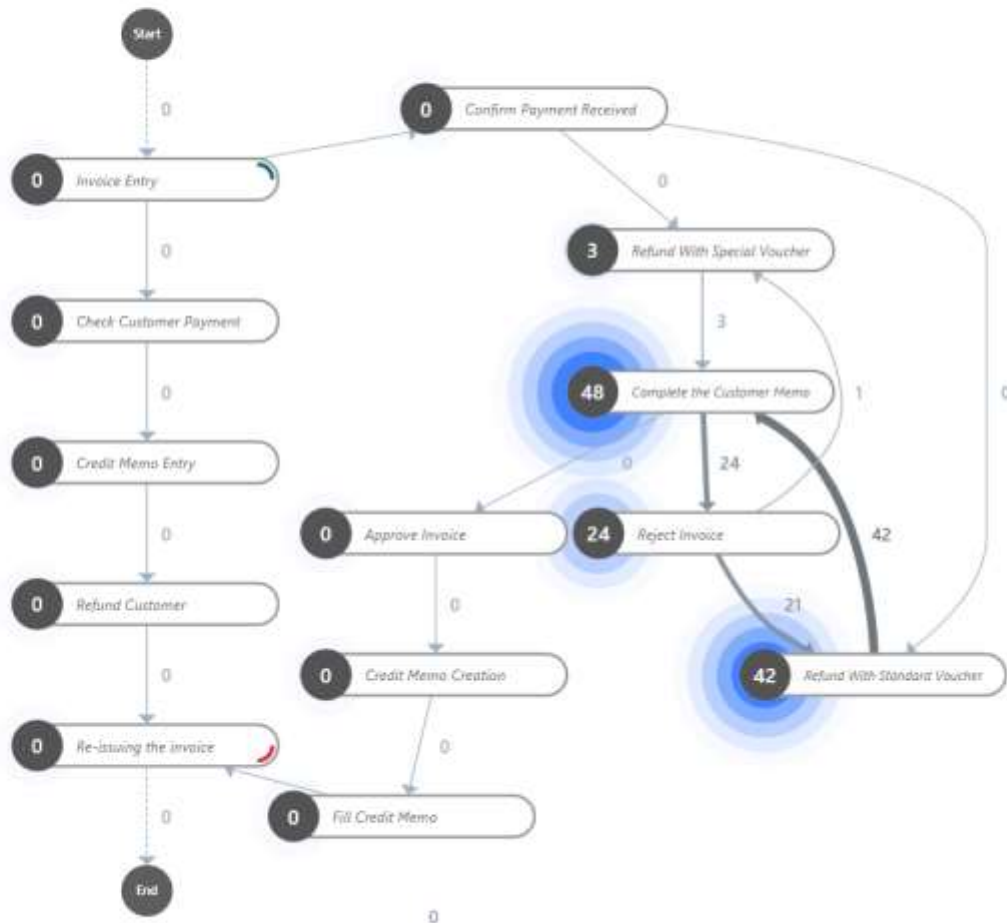 Start
0
0 Confirm Payment Received
0 Invoice Entry
0
0
3 Refund With Special Voucher
0 Check Customer Payment
3
48 Complete the Customer Memo
0
1
0
0 Credit Memo Entry
0
24
0 Approve Invoice
24 Reject Invoice
42
0
0 Refund Customer
0
21
0
0 Credit Memo Creation
42 Refund With Standard Voucher
0 Re-issuing the invoice
0
0
0 Fill Credit Memo
End
0